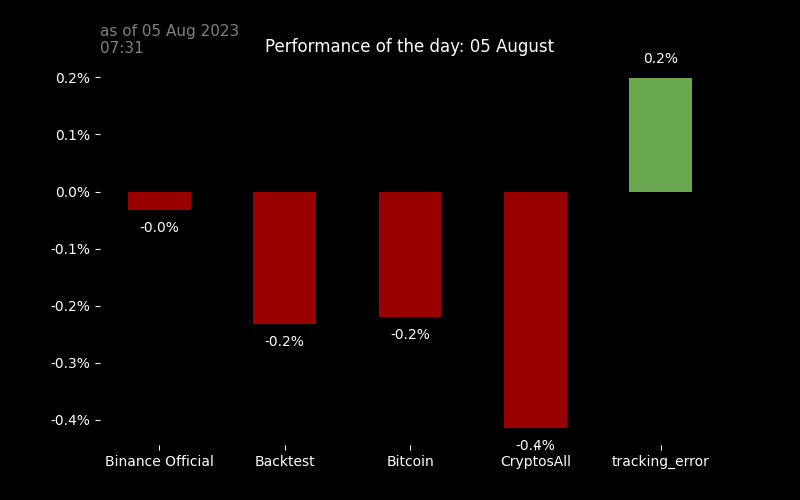 as of 05 Aug 2023
07:31
Performance of the day: 05 August
0.2%
0.2%
0.1%
0.0%
-0.0%
-0.1%
-0.2%
-0.2%
-0.2%
-0.3%
-0.4%
-0.4%
Binance Official
Backtest
Bitcoin
CryptosAll
tracking_error